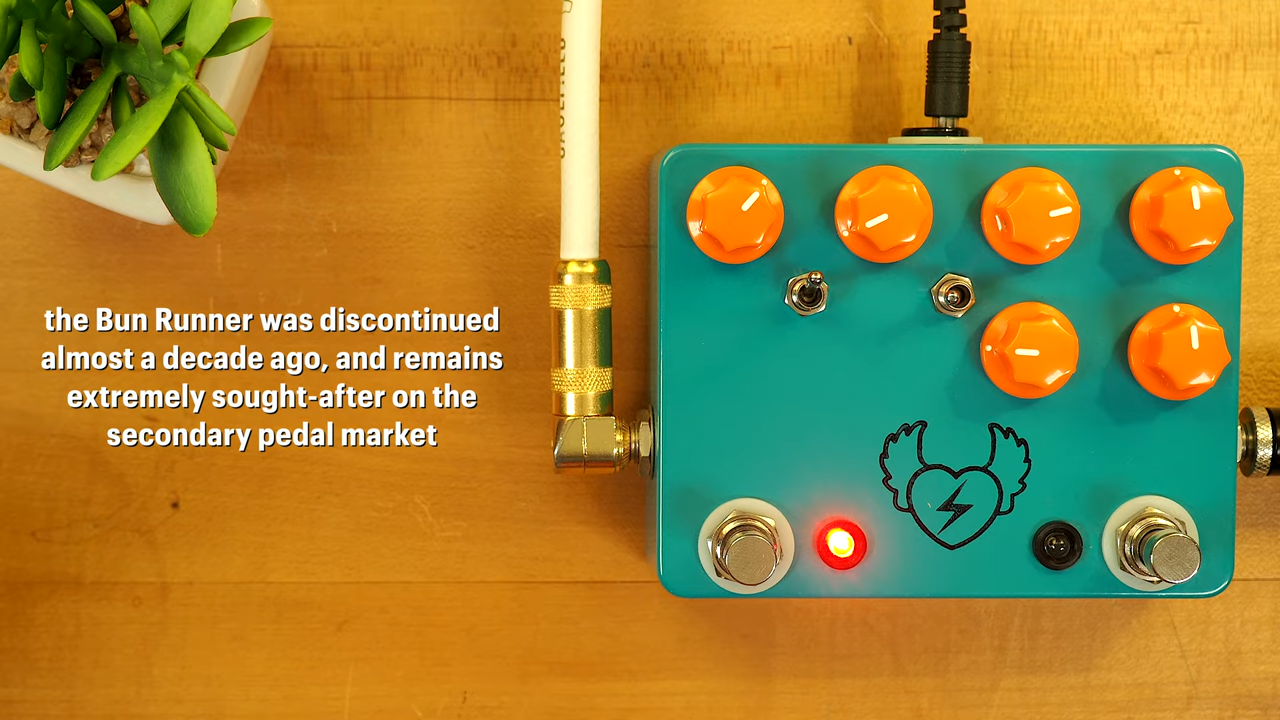 the Bun Runner was discontinued
almost a decade ago, and remains
extremely sought-after on the
secondary pedal market